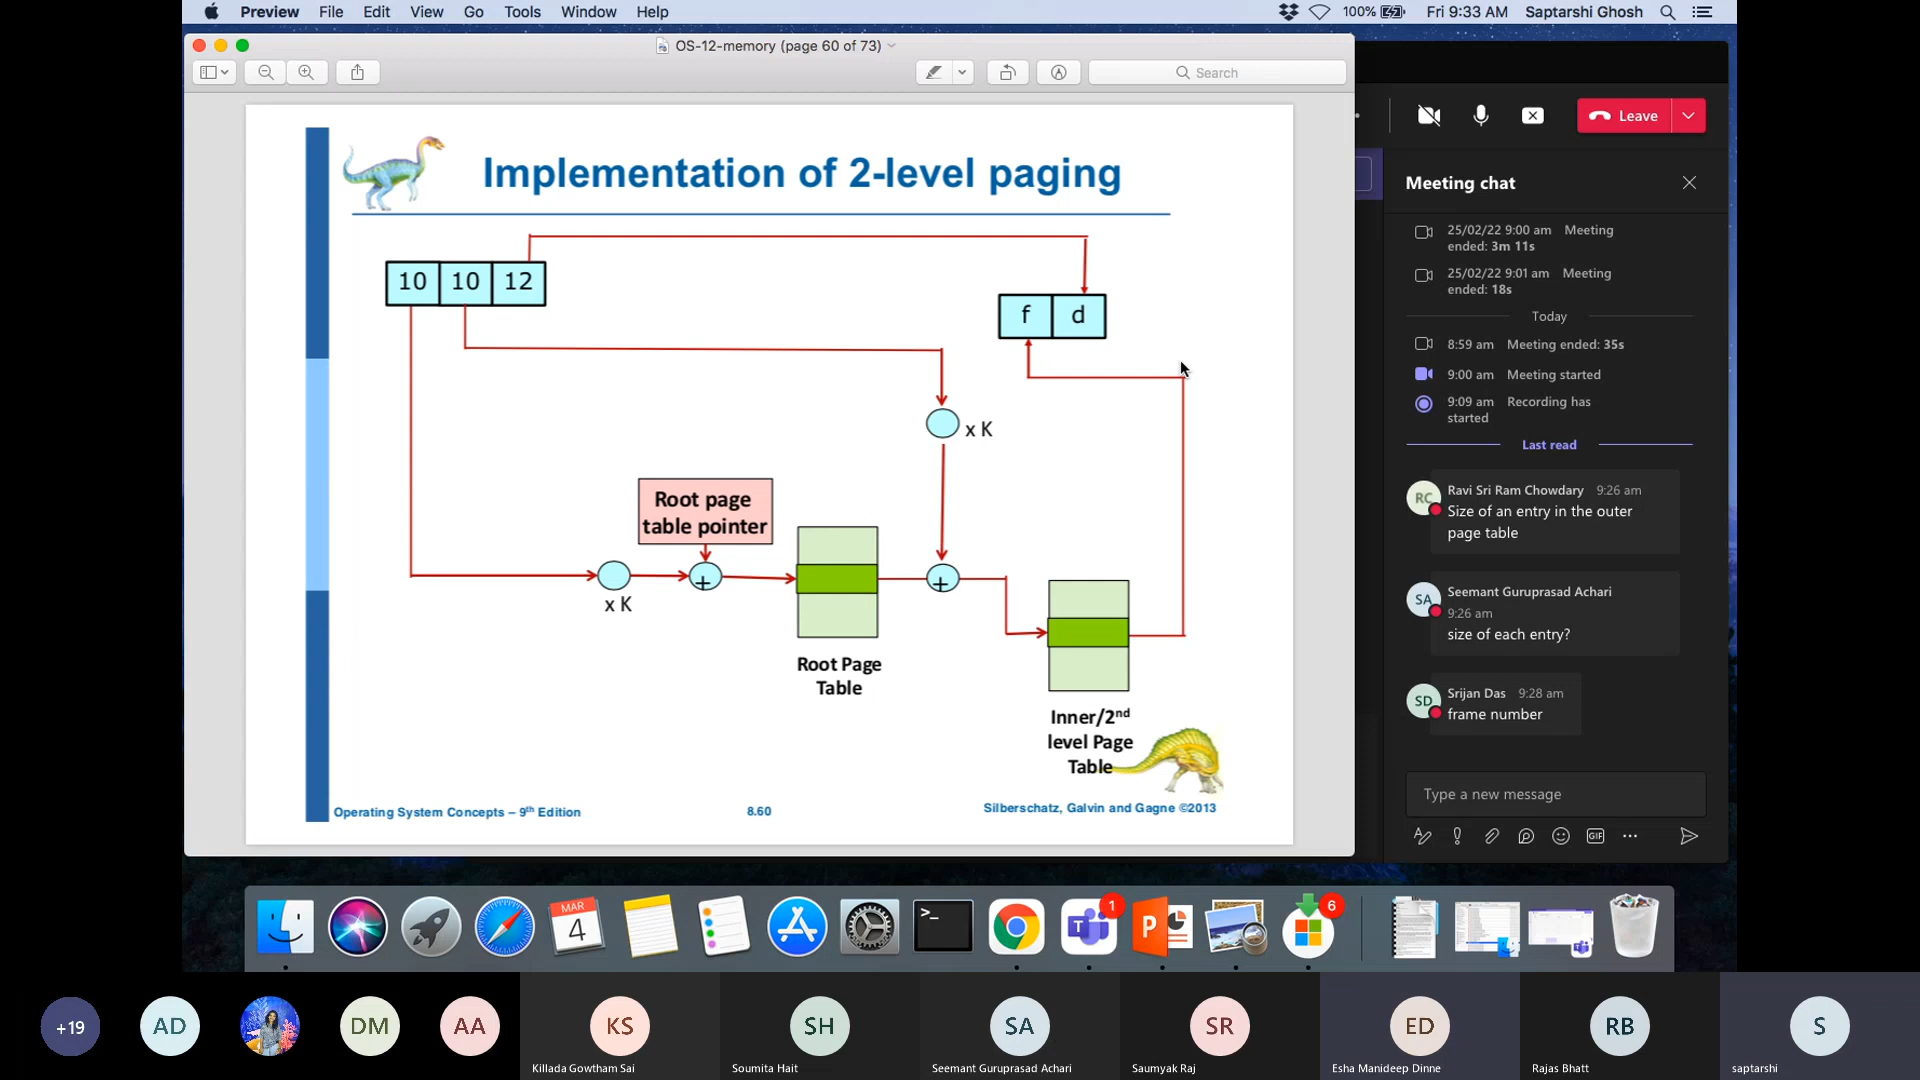 Preview File Edit View Go Tools Window Help
100% Fri 9:33 AM Saptarshi Ghosh
OS-12-memory (page 60 of 73)
Search
Implementation of 2-level paging
10 10 12
f d
x K
Root page
table pointer
+
+
x K
Root Page
Table
Inner/2nd
level Page
Table
Operating System Concepts – 9th Edition
8.60
Silberschatz, Galvin and Gagne ©2013
Leave
Meeting chat
25/02/22 9:00 am Meeting
ended: 3m 11s
25/02/22 9:01 am Meeting
ended: 18s
Today
8:59 am Meeting ended: 35s
9:00 am Meeting started
9:09 am Recording has
started
Last read
RC
Ravi Sri Ram Chowdary 9:26 am
Size of an entry in the outer
page table
SA
Seemant Guruprasad Achari
9:26 am
size of each entry?
SD
Srijan Das 9:28 am
frame number
Type a new message
GIF
MAR
4
>_
1
P
6
+19
AD
DM
AA
KS
SH
SA
SR
ED
RB
S
Killada Gowtham Sai
Soumita Hait
Seemant Guruprasad Achari
Saumyak Raj
Esha Manideep Dinne
Rajas Bhatt
saptarshi